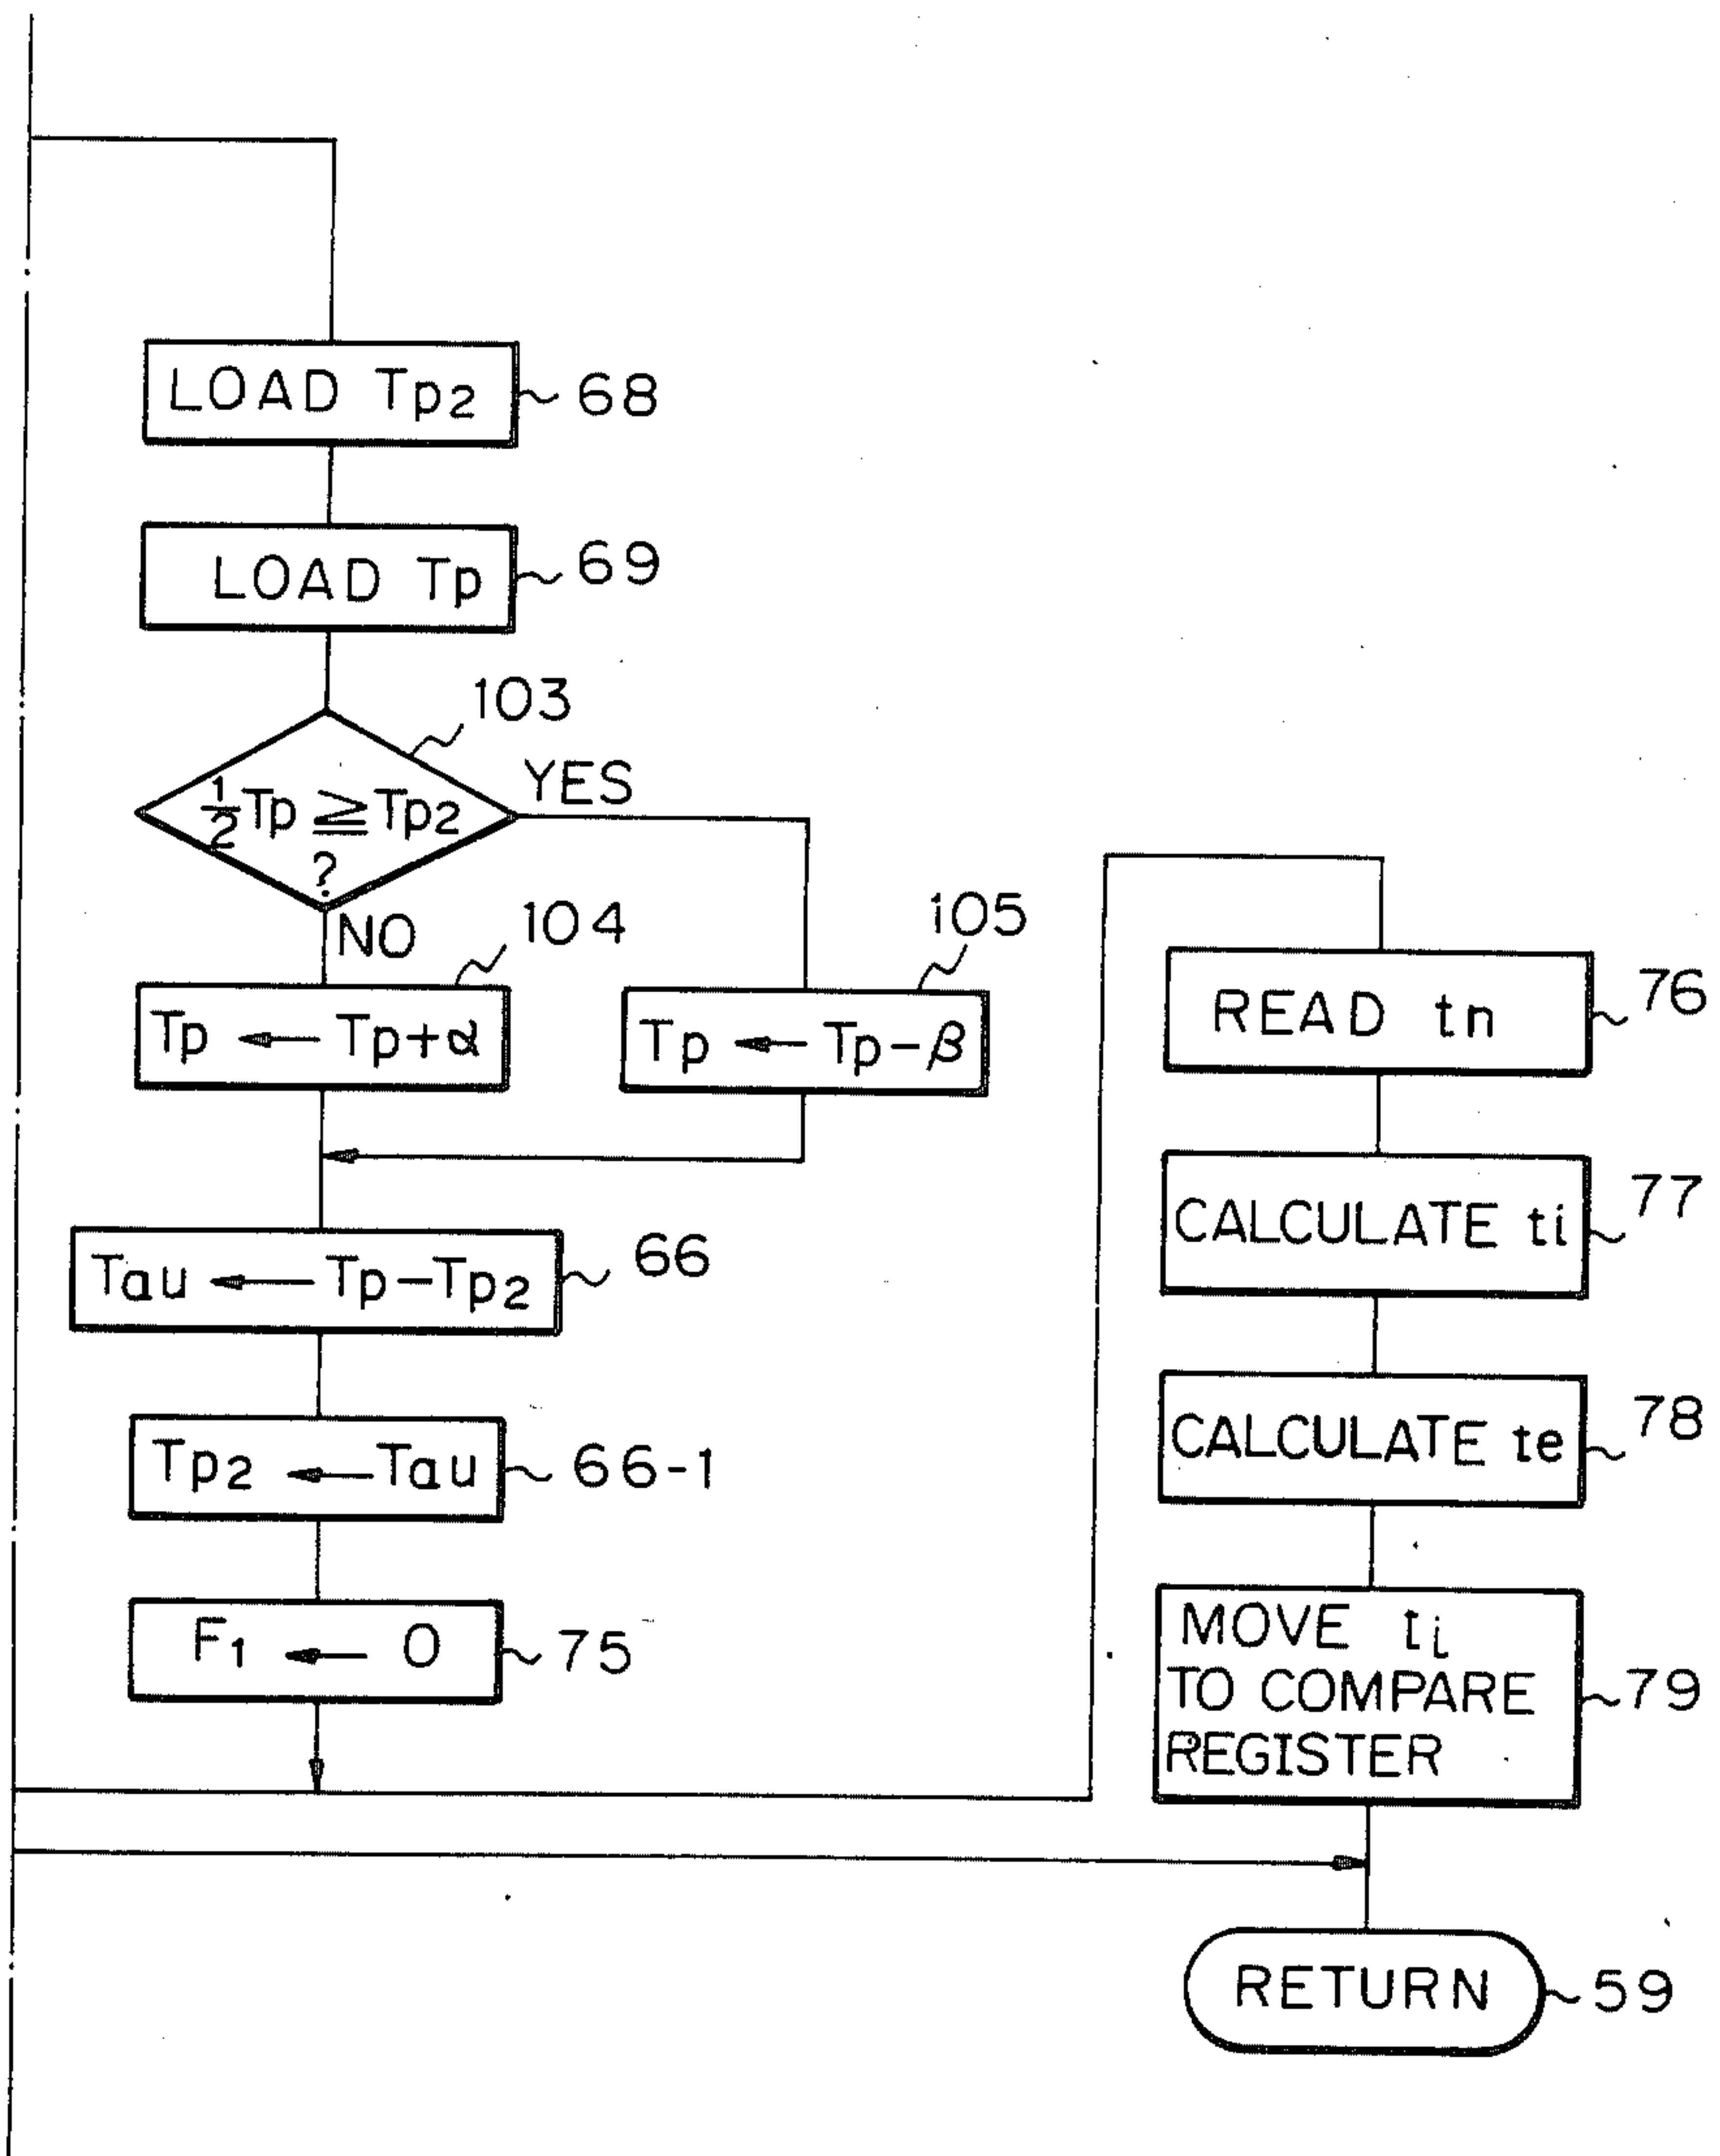 LOAD Tp2
68
LOAD Tp
69
103
1/2 Tp ≧ Tp2
?
YES
NO
104
Tp ← Tp+α
105
Tp ← Tp-β
Tau ← Tp-Tp2
66
Tp2 ← Tau
66-1
F1 ← 0
75
READ tn
76
CALCULATE ti
77
CALCULATE te
78
MOVE ti
TO COMPARE
REGISTER
79
RETURN
59